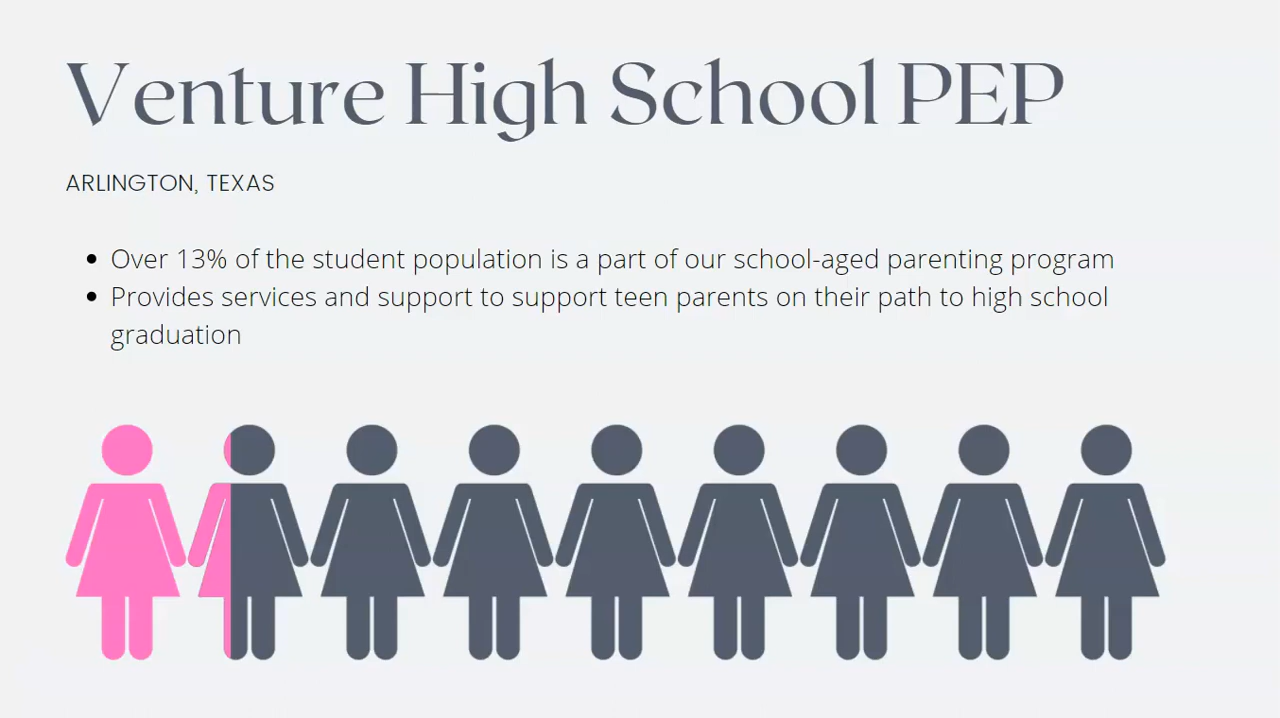 Venture High School PEP
ARLINGTON, TEXAS
• Over 13% of the student population is a part of our school-aged parenting program
• Provides services and support to support teen parents on their path to high school
graduation